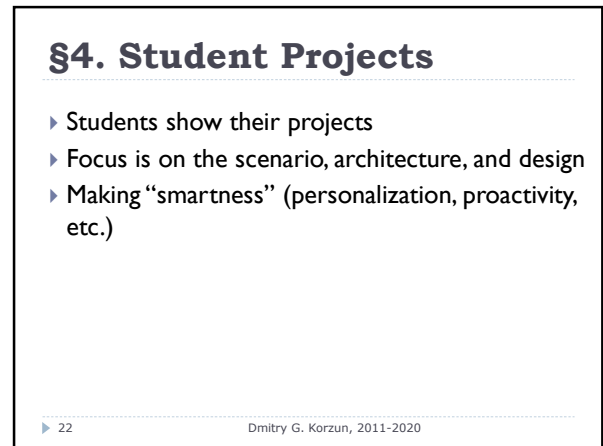 §4. Student Projects
Students show their projects
Focus is on the scenario, architecture, and design
Making “smartness” (personalization, proactivity,
etc.)
22
Dmitry G. Korzun, 2011-2020